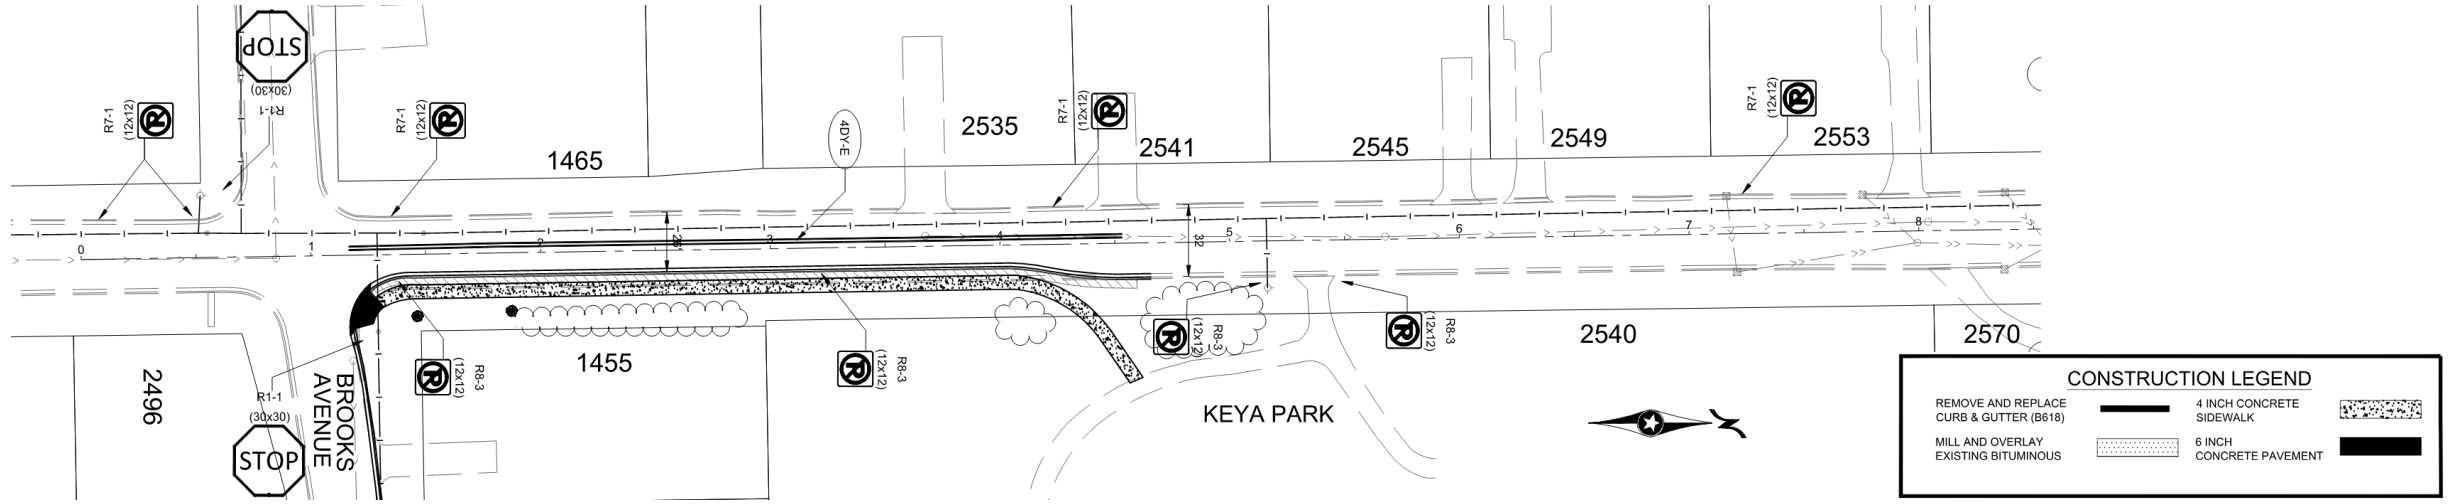 STOP
(30x30)
R1-1
R7-1
(12x12)
R7-1
(12x12)
R7-1
(12x12)
R7-1
(12x12)
1465
4DY-E
2535
2541
2545
2549
2553
0
1
2
3
4
5
6
7
8
26
32
2496
BROOKS
AVENUE
R1-1
(30x30)
STOP
1455
R8-3
(12x12)
R8-3
(12x12)
R8-3
(12x12)
R8-3
(12x12)
KEYA PARK
2540
2570
N
CONSTRUCTION LEGEND
REMOVE AND REPLACE
CURB & GUTTER (B618)
4 INCH CONCRETE
SIDEWALK
MILL AND OVERLAY
EXISTING BITUMINOUS
6 INCH
CONCRETE PAVEMENT